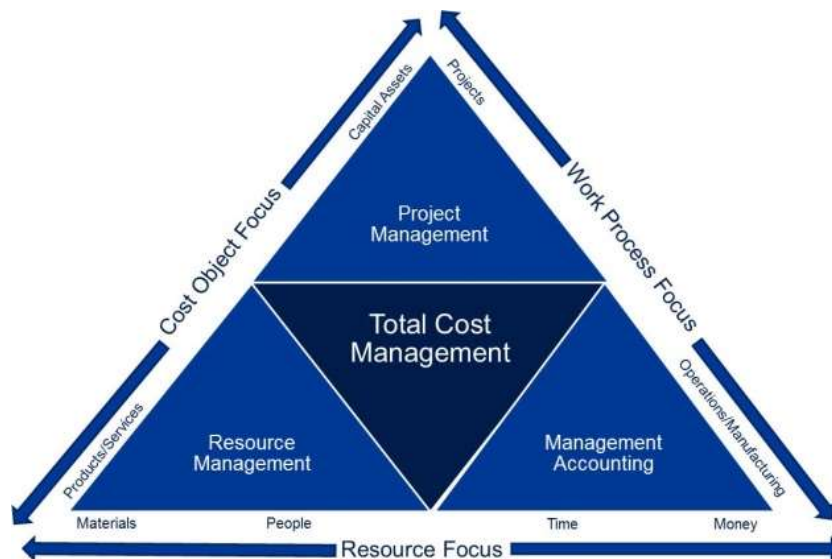 Capital Assets
Projects
Cost Object Focus
Work Process Focus
Project
Management
Total Cost
Management
Products/Services
Resource
Management
Management
Accounting
Operations/Manufacturing
Materials
People
Time
Money
Resource Focus